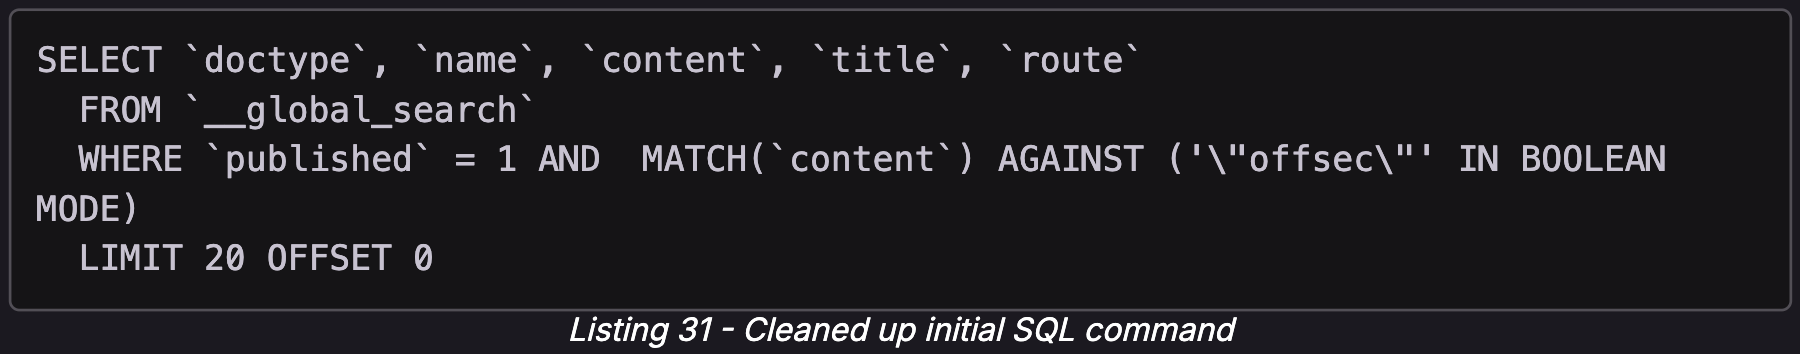 SELECT `doctype`, `name`, `content`, `title`, `route`
  FROM `__global_search`
  WHERE `published` = 1 AND  MATCH(`content`) AGAINST ('\"offsec\"' IN BOOLEAN
MODE)
  LIMIT 20 OFFSET 0
Listing 31 - Cleaned up initial SQL command